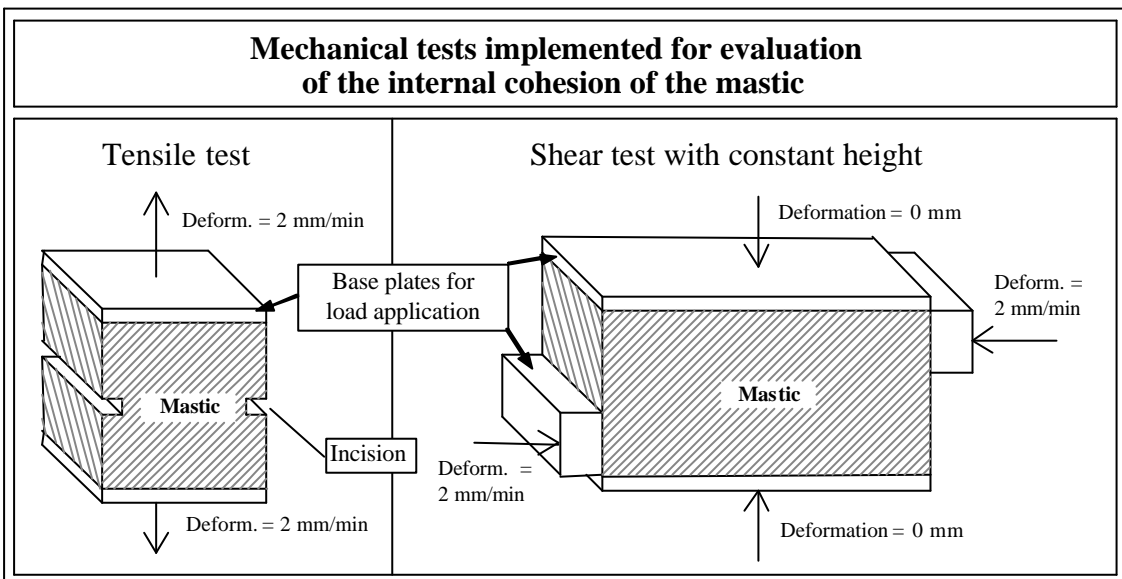 Mechanical tests implemented for evaluation
of the internal cohesion of the mastic
Tensile test
Deform. = 2 mm/min
Mastic
Incision
Deform. = 2 mm/min
Base plates for
load application
Shear test with constant height
Deformation = 0 mm
Deform. =
2 mm/min
Mastic
Deform. =
2 mm/min
Deformation = 0 mm